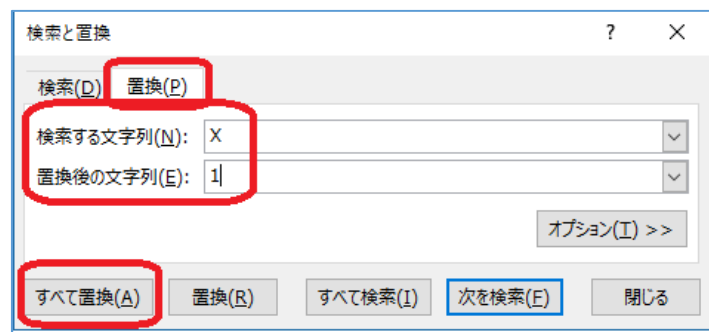 検索と置換 ? ×
検索(D) 置換(P)
検索する文字列(N): X
置換後の文字列(E): 1
オプション(T) >>
すべて置換(A) 置換(R) すべて検索(I) 次を検索(F) 閉じる